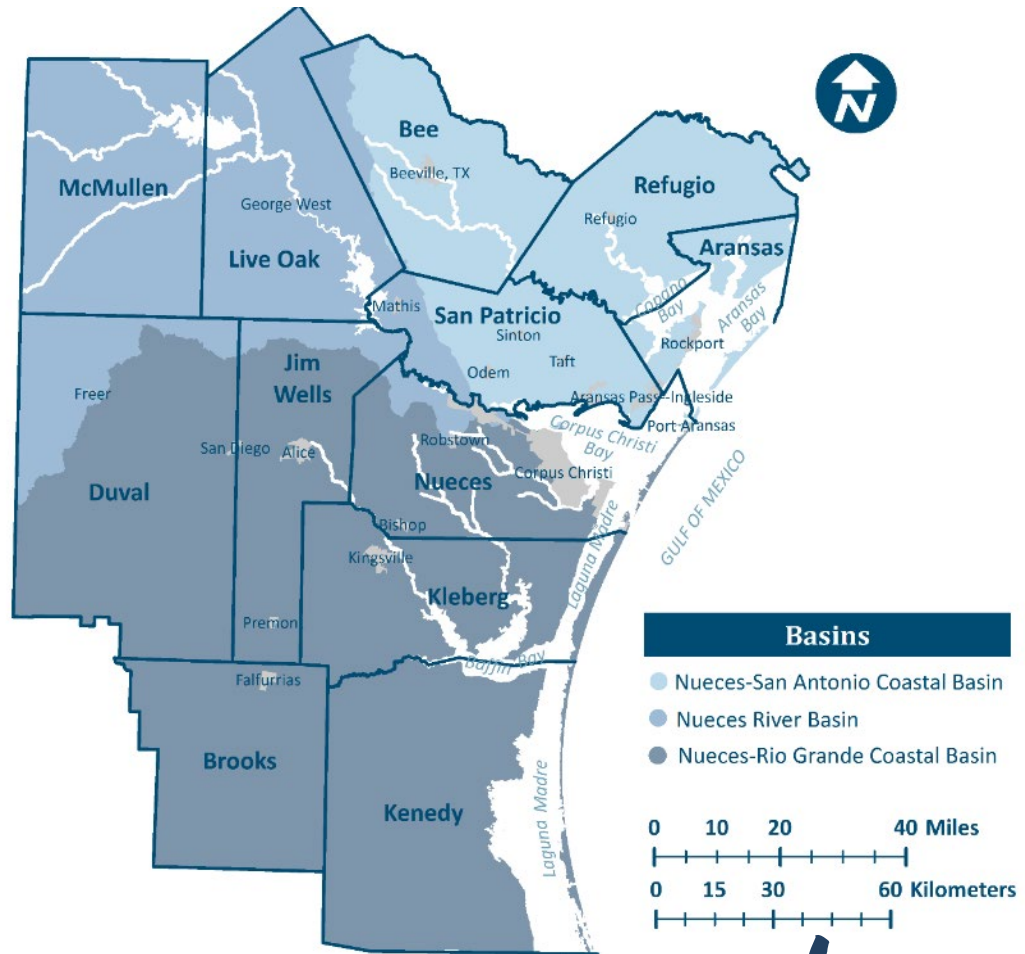 N
Bee
Beeville, TX
McMullen
Refugio
Refugio
George West
Aransas
Live Oak
Copano
Bay
Aransas
Bay
Mathis
San Patricio
Sinton
Rockport
Jim
Wells
Odem
Taft
Freer
Aransas Pass--Ingleside
Port Aransas
Corpus Christi
Bay
San Diego
Alice
Robstown
Corpus Christi
Nueces
Duval
GULF OF MEXICO
Bishop
Kingsville
Laguna Madre
Kleberg
Premon
Baffin Bay
Falfurrias
Brooks
Kenedy
Laguna Madre
Basins
Nueces-San Antonio Coastal Basin
Nueces River Basin
Nueces-Rio Grande Coastal Basin
0 10 20 40 Miles
0 15 30 60 Kilometers